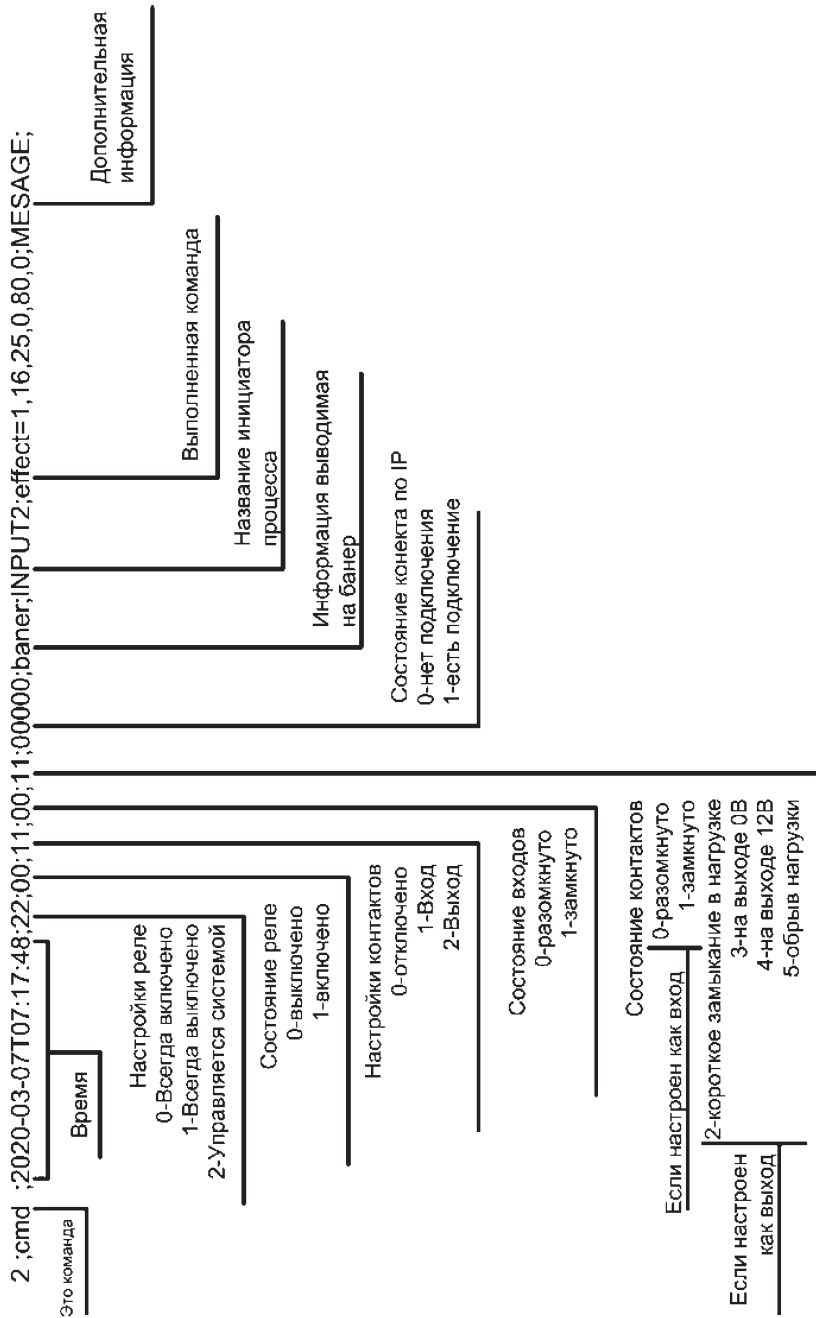 2 ;cmd ;2020-03-07T07:17:48;22;00;11;00;11;00000;baner;INPUT2;effect=1,16,25,0,80,0;MESAGE;
Это команда
Время
Настройки реле
0-Всегда включено
1-Всегда выключено
2-Управляется системой
Состояние реле
0-выключено
1-аключено
Настройки контактов
0-отключено
1-Вход
2-Выход
Состояние входов
0-разомкнуто
1-замкнуто
Состояние контактов
Если настроен как вход
0-разомкнуто
1-замкнуто
Если настроен
как выход
2-короткое замыкание в нагрузке
3-на выходе 0В
4-на выходе 12В
5-обрыв нагрузки
Состояние конекта по IP
0-нет подключения
1-есть подключение
Информация выводимая
на банер
Название инициатора
процесса
Выполненная команда
Дополнительная
информация